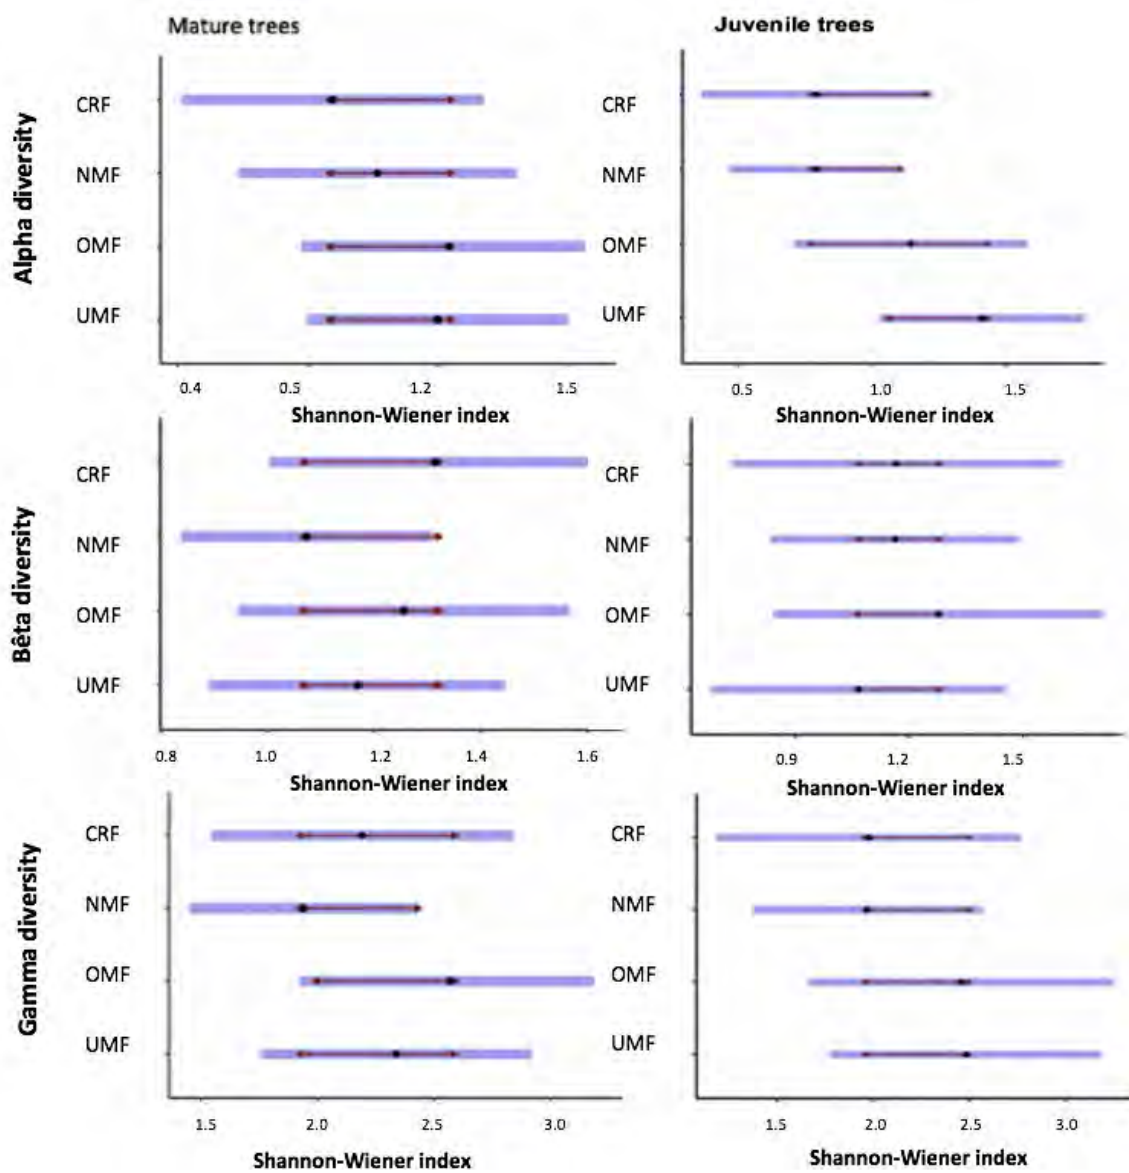 Mature trees
Juvenile trees
Alpha diversity
CRF
NMF
OMF
UMF
0.4 0.5 1.2 1.5
Shannon-Wiener index
CRF
NMF
OMF
UMF
0.5 1.0 1.5
Shannon-Wiener index
Bêta diversity
CRF
NMF
OMF
UMF
0.8 1.0 1.2 1.4 1.6
Shannon-Wiener index
CRF
NMF
OMF
UMF
0.9 1.2 1.5
Shannon-Wiener index
Gamma diversity
CRF
NMF
OMF
UMF
1.5 2.0 2.5 3.0
Shannon-Wiener index
CRF
NMF
OMF
UMF
1.5 2.0 2.5 3.0
Shannon-Wiener index